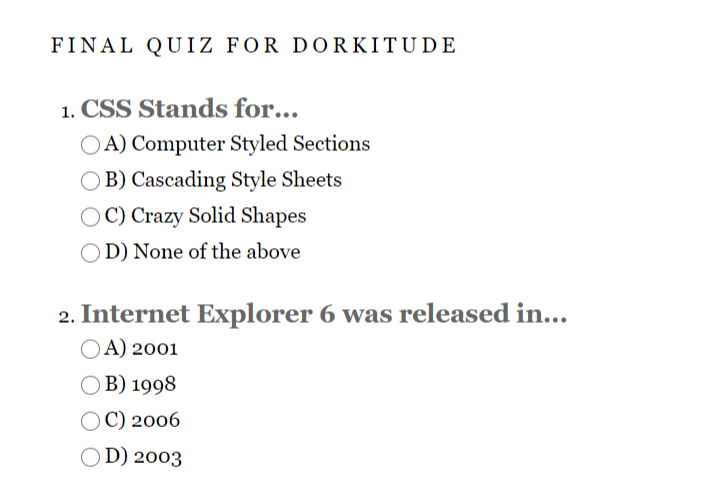 FINAL QUIZ FOR DORKITUDE
1. CSS Stands for...
A) Computer Styled Sections
B) Cascading Style Sheets
C) Crazy Solid Shapes
D) None of the above
2. Internet Explorer 6 was released in...
A) 2001
B) 1998
C) 2006
D) 2003